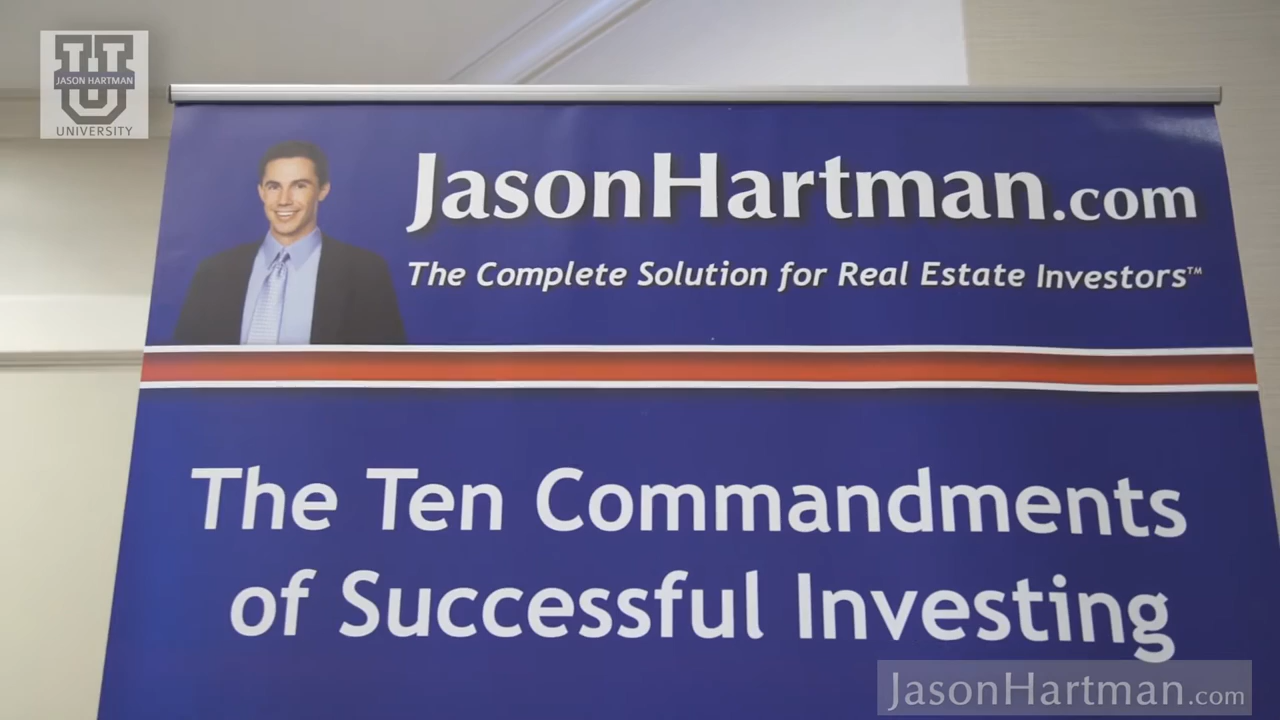 JASON HARTMAN
UNIVERSITY
JasonHartman.com
The Complete Solution for Real Estate Investors™
The Ten Commandments
of Successful Investing
JasonHartman.com